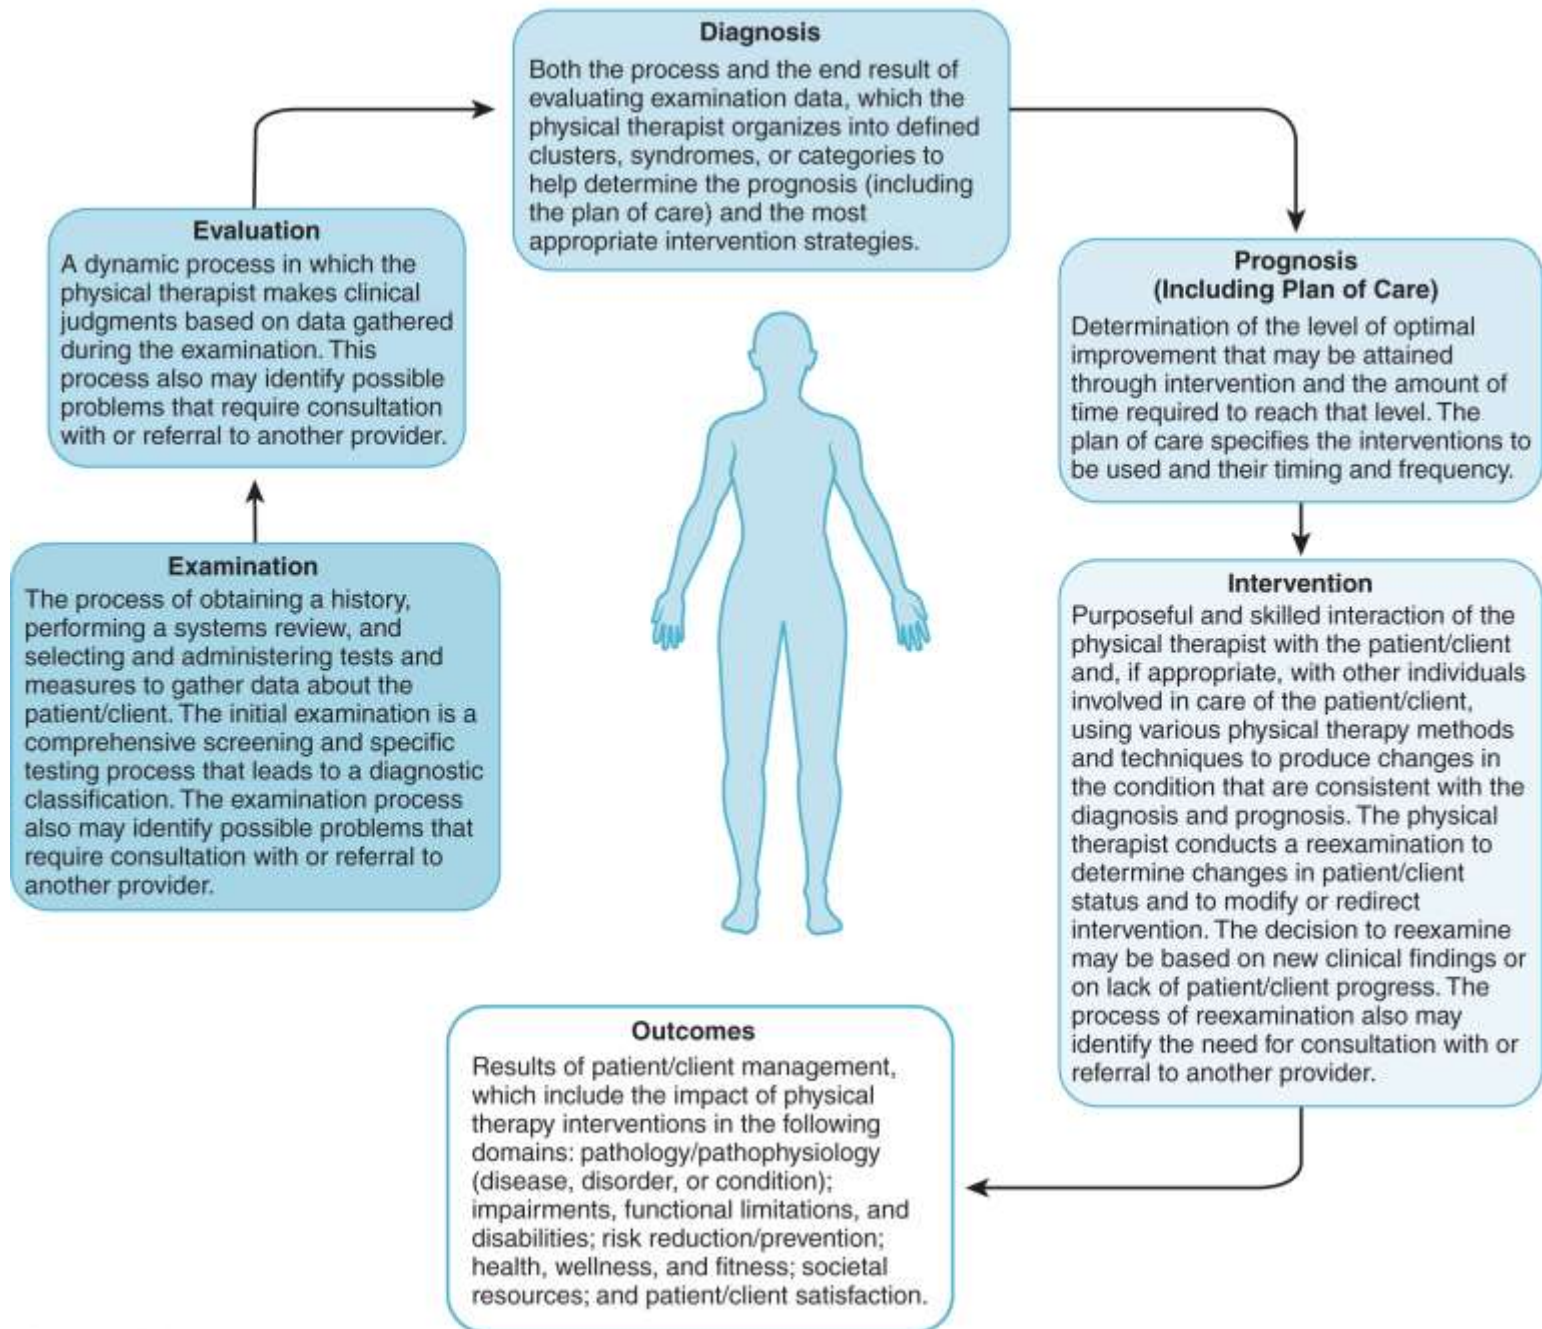 Diagnosis
Both the process and the end result of
evaluating examination data, which the
physical therapist organizes into defined
clusters, syndromes, or categories to
help determine the prognosis (including
the plan of care) and the most
appropriate intervention strategies.
Evaluation
A dynamic process in which the
physical therapist makes clinical
judgments based on data gathered
during the examination. This
process also may identify possible
problems that require consultation
with or referral to another provider.
Prognosis
(Including Plan of Care)
Determination of the level of optimal
improvement that may be attained
through intervention and the amount of
time required to reach that level. The
plan of care specifies the interventions to
be used and their timing and frequency.
Examination
The process of obtaining a history,
performing a systems review, and
selecting and administering tests and
measures to gather data about the
patient/client. The initial examination is a
comprehensive screening and specific
testing process that leads to a diagnostic
classification. The examination process
also may identify possible problems that
require consultation with or referral to
another provider.
Intervention
Purposeful and skilled interaction of the
physical therapist with the patient/client
and, if appropriate, with other individuals
involved in care of the patient/client,
using various physical therapy methods
and techniques to produce changes in
the condition that are consistent with the
diagnosis and prognosis. The physical
therapist conducts a reexamination to
determine changes in patient/client
status and to modify or redirect
intervention. The decision to reexamine
may be based on new clinical findings or
on lack of patient/client progress. The
process of reexamination also may
identify the need for consultation with or
referral to another provider.
Outcomes
Results of patient/client management,
which include the impact of physical
therapy interventions in the following
domains: pathology/pathophysiology
(disease, disorder, or condition);
impairments, functional limitations, and
disabilities; risk reduction/prevention;
health, wellness, and fitness; societal
resources; and patient/client satisfaction.